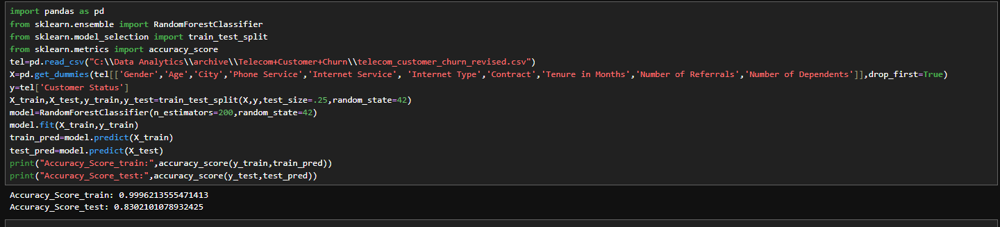 import pandas as pd
from sklearn.ensemble import RandomForestClassifier
from sklearn.model_selection import train_test_split
from sklearn.metrics import accuracy_score
tel=pd.read_csv("C:\\Data Analytics\\archive\\Telecom+Customer+Churn\\telecom_customer_churn_revised.csv")
X=pd.get_dummies(tel[['Gender','Age','City','Phone Service','Internet Service', 'Internet Type','Contract','Tenure in Months','Number of Referrals','Number of Dependents']],drop_first=True)
y=tel['Customer Status']
X_train,X_test,y_train,y_test=train_test_split(X,y,test_size=.25,random_state=42)
model=RandomForestClassifier(n_estimators=200,random_state=42)
model.fit(X_train,y_train)
train_pred=model.predict(X_train)
test_pred=model.predict(X_test)
print("Accuracy_Score_train:",accuracy_score(y_train,train_pred))
print("Accuracy_Score_test:",accuracy_score(y_test,test_pred))
Accuracy_Score_train: 0.9996213555471413
Accuracy_Score_test: 0.8302101078932425